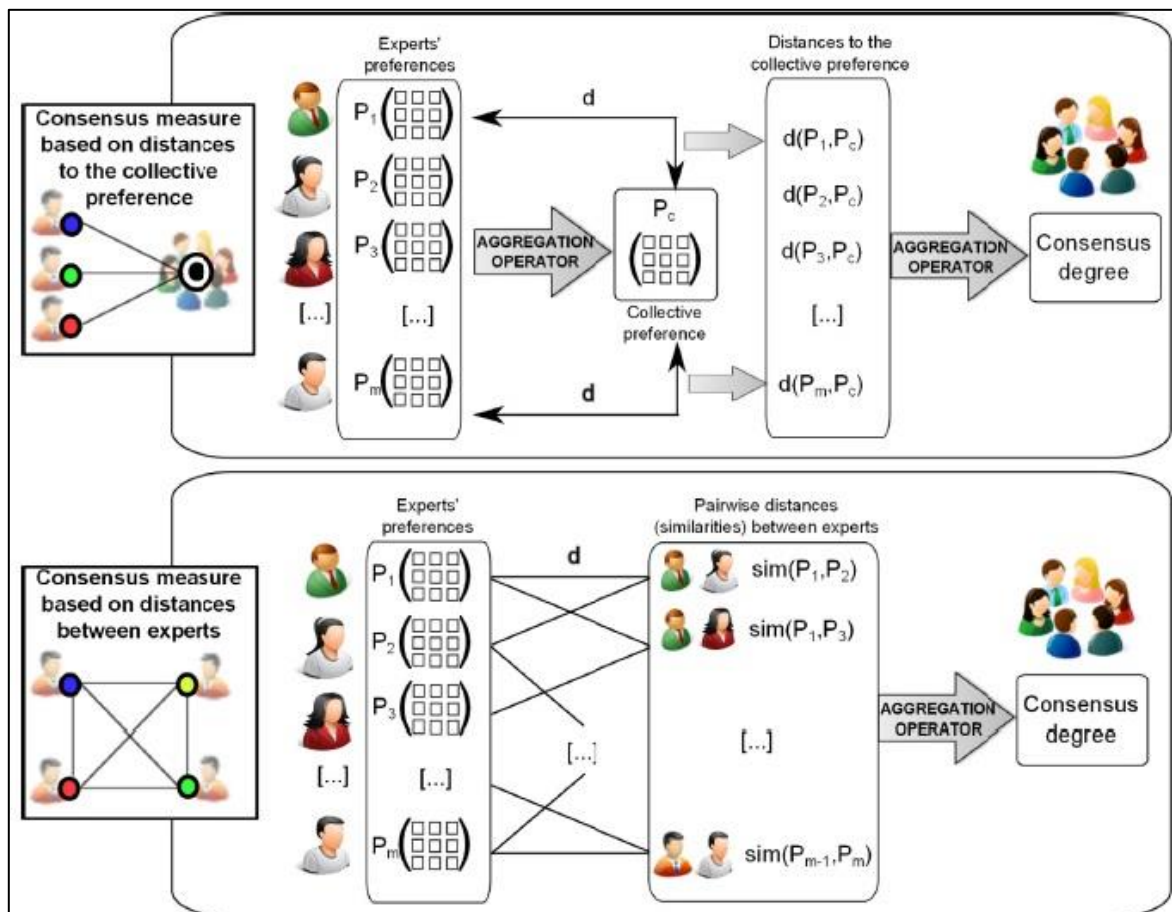 Consensus measure
based on distances
to the collective
preference
Experts'
preferences
P1
P2
P3
[...]
[...]
Pm
d
d
AGGREGATION
OPERATOR
Pc
Collective
preference
Distances to the
collective preference
d(P1,Pc)
d(P2,Pc)
d(P3,Pc)
[...]
d(Pm,Pc)
AGGREGATION
OPERATOR
Consensus
degree
Consensus measure
based on distances
between experts
Experts'
preferences
P1
P2
P3
[...]
[...]
Pm
d
[...]
Pairwise distances
(similarities) between experts
sim(P1,P2)
sim(P1,P3)
[...]
sim(Pm-1,Pm)
AGGREGATION
OPERATOR
Consensus
degree